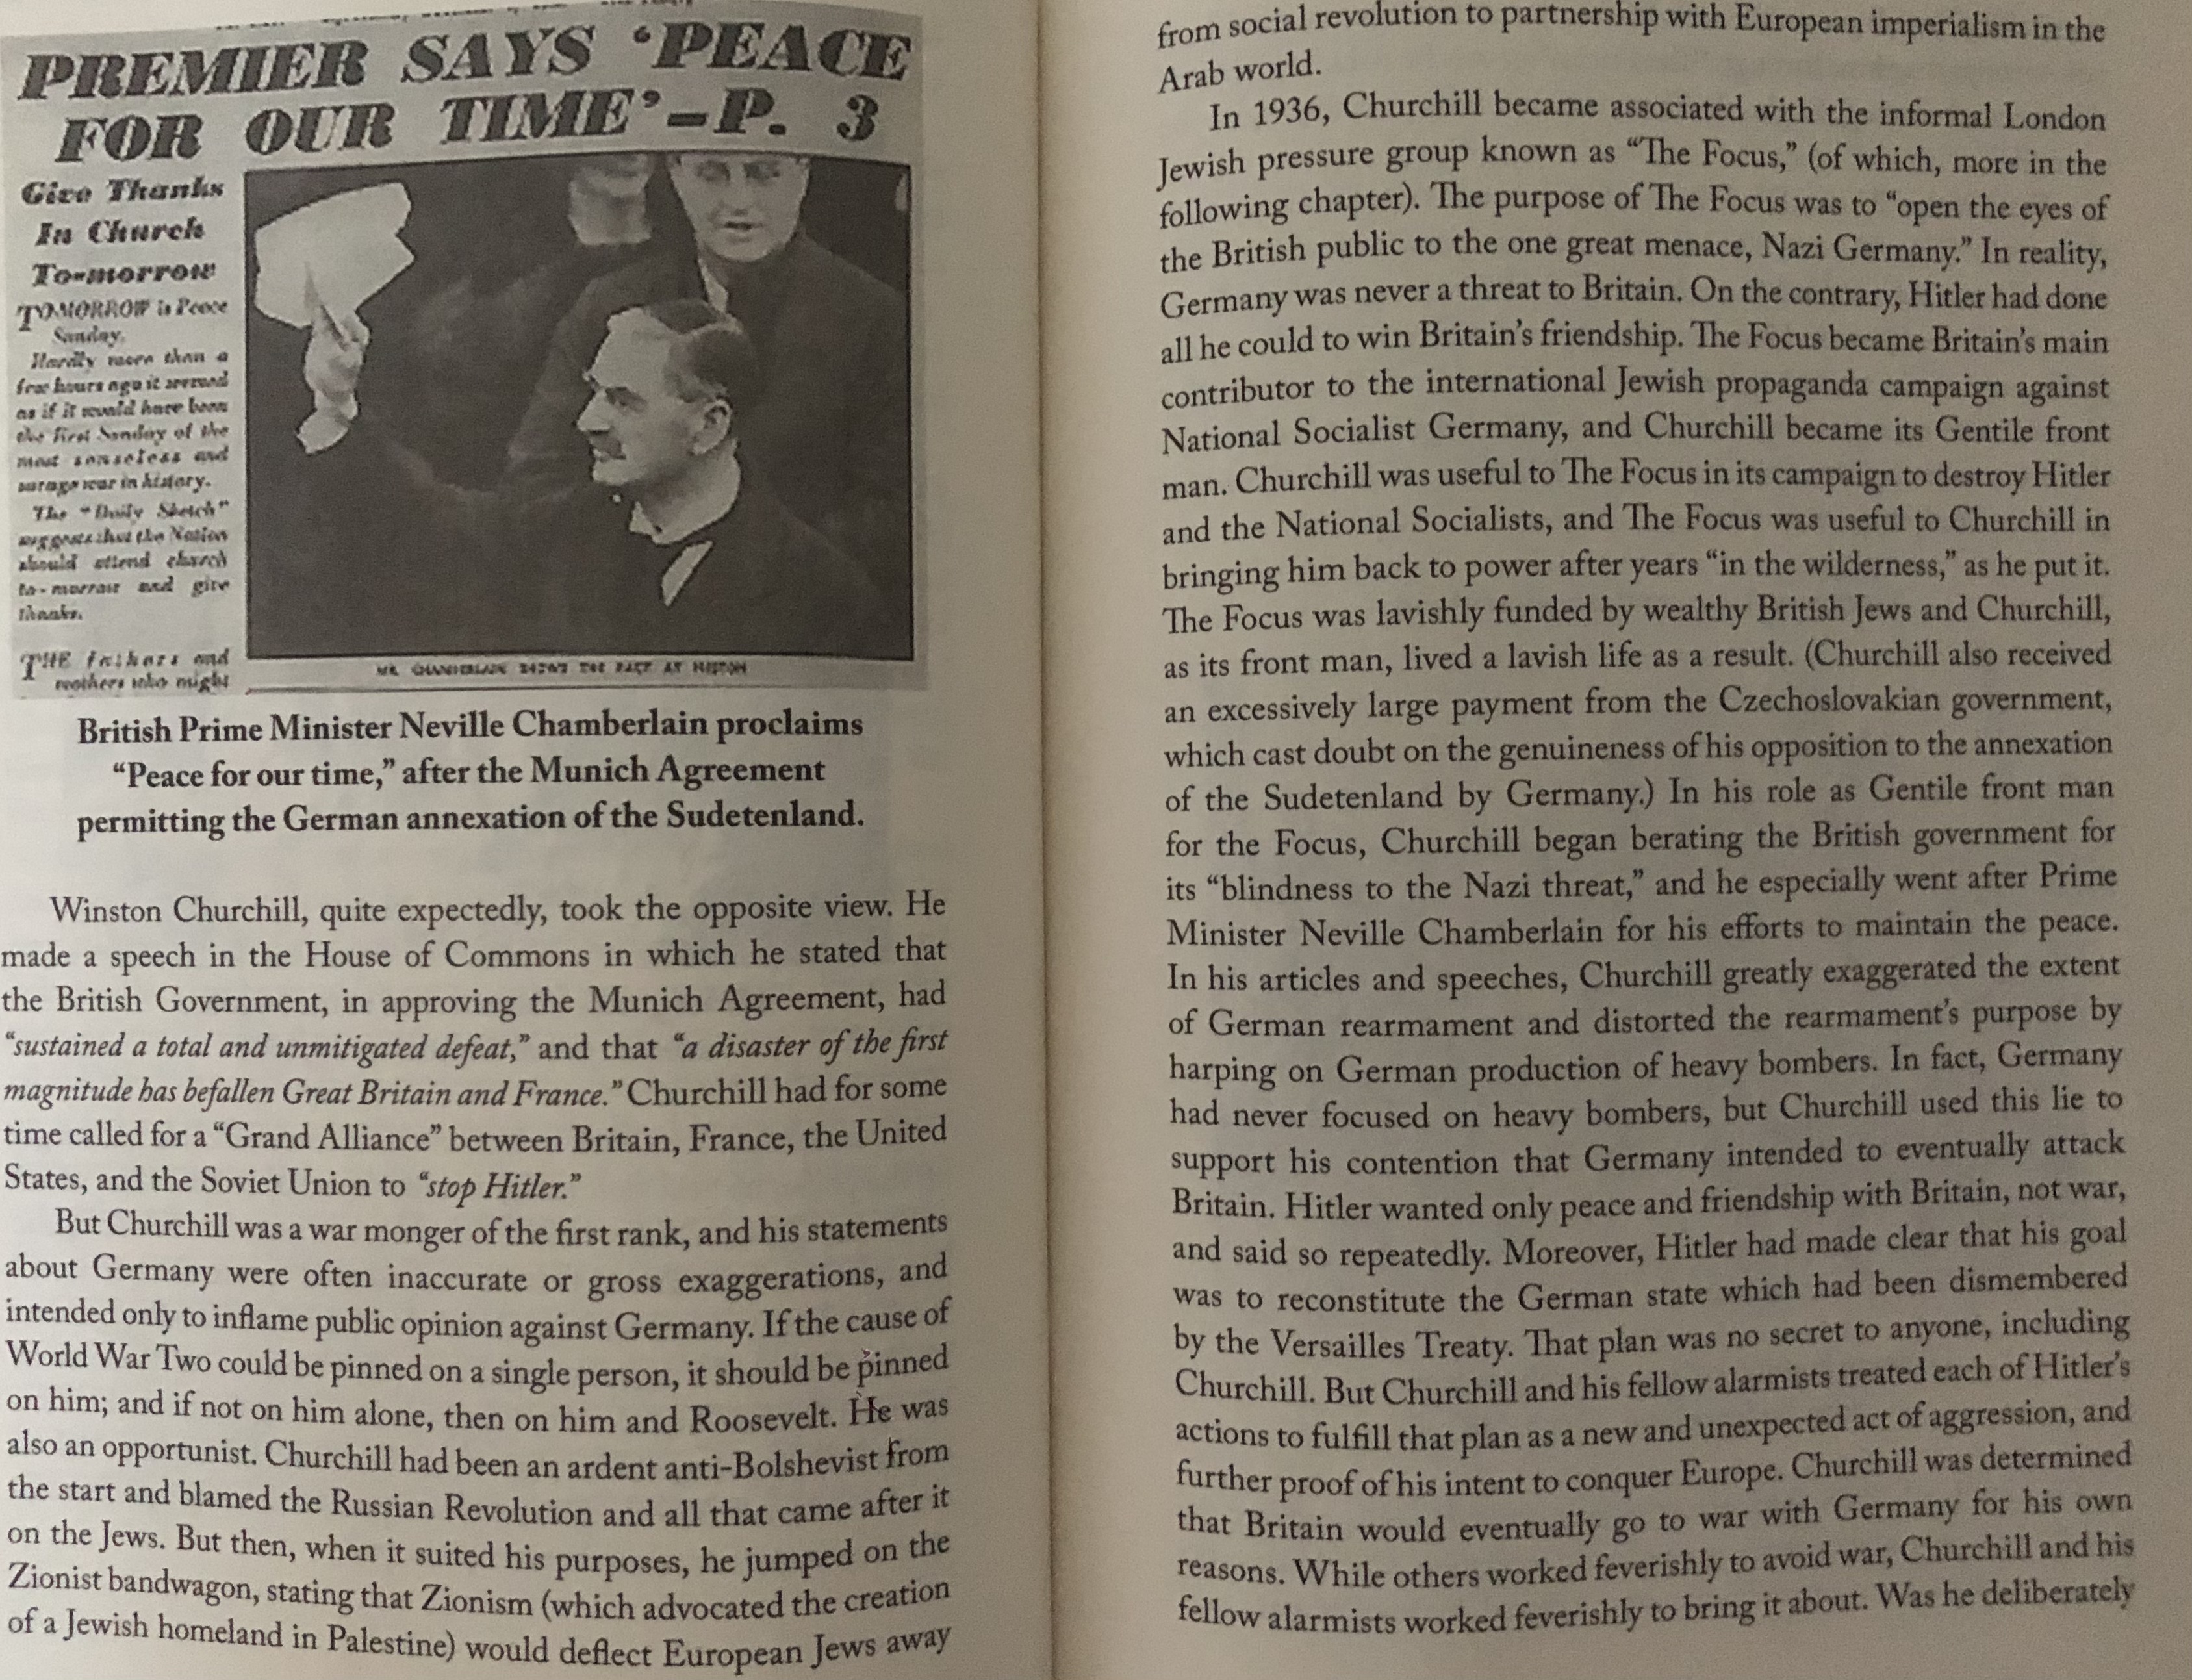 PREMIER SAYS 'PEACE
FOR OUR TIME'–P. 3
Give Thanks
In Church
To-morrow
TOMORROW is Peace
Sunday.
Hardly more than a
few hours ago it seemed
as if it would have been
the first Sunday of the
most senseless and
savage war in history.
The "Daily Sketch"
suggests that the Nation
should attend church
to-morrow and give
thanks.
THE fathers and
mothers who might
MR. CHAMBERLAIN SHOWS THE PACT AT HESTON
British Prime Minister Neville Chamberlain proclaims
“Peace for our time,” after the Munich Agreement
permitting the German annexation of the Sudetenland.
Winston Churchill, quite expectedly, took the opposite view. He
made a speech in the House of Commons in which he stated that
the British Government, in approving the Munich Agreement, had
“sustained a total and unmitigated defeat,” and that “a disaster of the first
magnitude has befallen Great Britain and France.” Churchill had for some
time called for a “Grand Alliance” between Britain, France, the United
States, and the Soviet Union to “stop Hitler.”
But Churchill was a war monger of the first rank, and his statements
about Germany were often inaccurate or gross exaggerations, and
intended only to inflame public opinion against Germany. If the cause of
World War Two could be pinned on a single person, it should be pinned
on him; and if not on him alone, then on him and Roosevelt. He was
also an opportunist. Churchill had been an ardent anti-Bolshevist from
the start and blamed the Russian Revolution and all that came after it
on the Jews. But then, when it suited his purposes, he jumped on the
Zionist bandwagon, stating that Zionism (which advocated the creation
of a Jewish homeland in Palestine) would deflect European Jews away
from social revolution to partnership with European imperialism in the
Arab world.
In 1936, Churchill became associated with the informal London
Jewish pressure group known as “The Focus,” (of which, more in the
following chapter). The purpose of The Focus was to “open the eyes of
the British public to the one great menace, Nazi Germany.” In reality,
Germany was never a threat to Britain. On the contrary, Hitler had done
all he could to win Britain’s friendship. The Focus became Britain’s main
contributor to the international Jewish propaganda campaign against
National Socialist Germany, and Churchill became its Gentile front
man. Churchill was useful to The Focus in its campaign to destroy Hitler
and the National Socialists, and The Focus was useful to Churchill in
bringing him back to power after years “in the wilderness,” as he put it.
The Focus was lavishly funded by wealthy British Jews and Churchill,
as its front man, lived a lavish life as a result. (Churchill also received
an excessively large payment from the Czechoslovakian government,
which cast doubt on the genuineness of his opposition to the annexation
of the Sudetenland by Germany.) In his role as Gentile front man
for the Focus, Churchill began berating the British government for
its “blindness to the Nazi threat,” and he especially went after Prime
Minister Neville Chamberlain for his efforts to maintain the peace.
In his articles and speeches, Churchill greatly exaggerated the extent
of German rearmament and distorted the rearmament’s purpose by
harping on German production of heavy bombers. In fact, Germany
had never focused on heavy bombers, but Churchill used this lie to
support his contention that Germany intended to eventually attack
Britain. Hitler wanted only peace and friendship with Britain, not war,
and said so repeatedly. Moreover, Hitler had made clear that his goal
was to reconstitute the German state which had been dismembered
by the Versailles Treaty. That plan was no secret to anyone, including
Churchill. But Churchill and his fellow alarmists treated each of Hitler’s
actions to fulfill that plan as a new and unexpected act of aggression, and
further proof of his intent to conquer Europe. Churchill was determined
that Britain would eventually go to war with Germany for his own
reasons. While others worked feverishly to avoid war, Churchill and his
fellow alarmists worked feverishly to bring it about. Was he deliberately